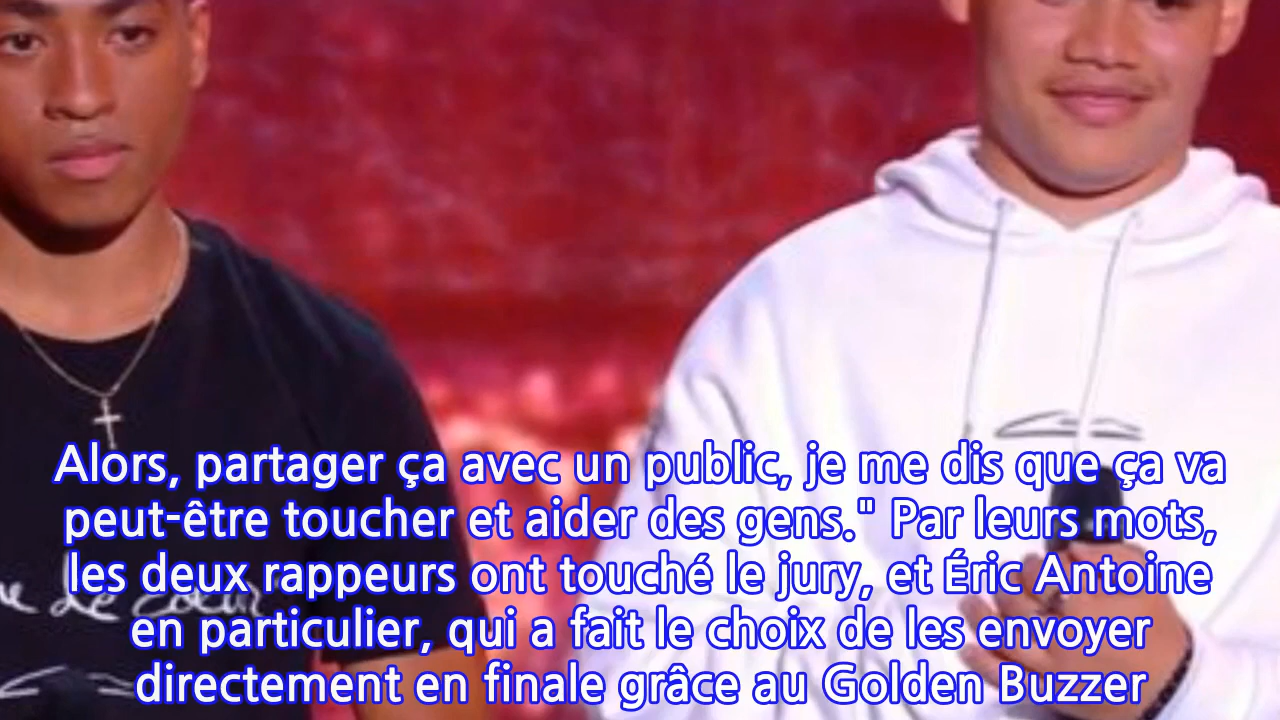 Alors, partager ça avec un public, je me dis que ça va
peut-être toucher et aider des gens." Par leurs mots,
les deux rappeurs ont touché le jury, et Éric Antoine
en particulier, qui a fait le choix de les envoyer
directement en finale grâce au Golden Buzzer
de cœur